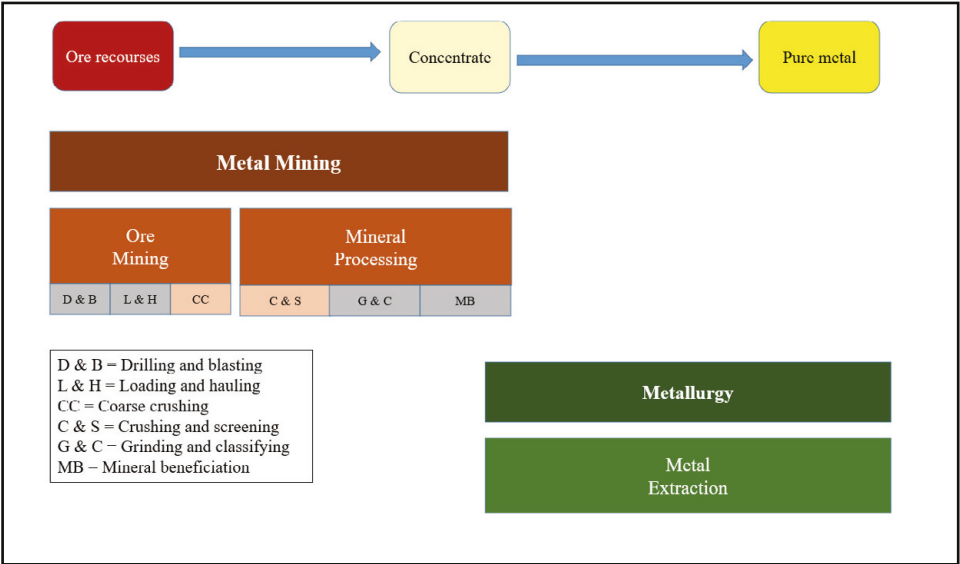 Ore recourses
Concentrate
Pure metal
Metal Mining
Ore
Mining
Mineral
Processing
D & B
L & H
CC
C & S
G & C
MB
D & B = Drilling and blasting
L & H = Loading and hauling
CC = Coarse crushing
C & S = Crushing and screening
G & C = Grinding and classifying
MB = Mineral beneficiation
Metallurgy
Metal
Extraction